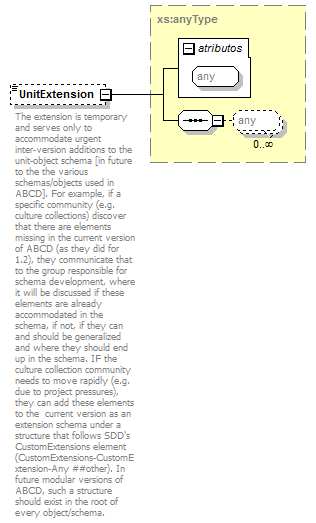 xs:anyType
atributos
any
UnitExtension
any
0..∞
The extension is temporary
and serves only to
accommodate urgent
inter-version additions to the
unit-object schema [in future
to the the various
schemas/objects used in
ABCD]. For example, if a
specific community (e.g.
culture collections) discover
that there are elements
missing in the current version
of ABCD (as they did for
1.2), they communicate that
to the group responsible for
schema development, where
it will be discussed if these
elements are already
accommodated in the
schema, if not, if they can
and should be generalized
and where they should end
up in the schema. IF the
culture collection community
needs to move rapidly (e.g.
due to project pressures),
they can add these elements
to the current version as an
extension schema under a
structure that follows SDD's
CustomExtensions element
(CustomExtensions-CustomE
xtension-Any ##other). In
future modular versions of
ABCD, such a structure
should exist in the root of
every object/schema.